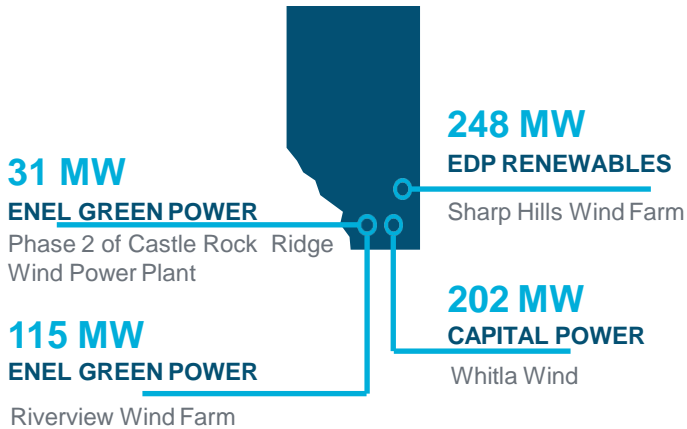 31 MW
ENEL GREEN POWER
Phase 2 of Castle Rock Ridge
Wind Power Plant
115 MW
ENEL GREEN POWER
Riverview Wind Farm
248 MW
EDP RENEWABLES
Sharp Hills Wind Farm
202 MW
CAPITAL POWER
Whitla Wind